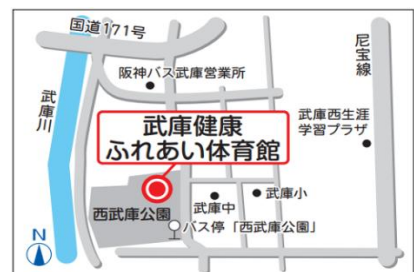 国道171号
尼宝線
阪神バス武庫営業所
武庫川
武庫健康
ふれあい体育館
武庫西生涯
学習プラザ
武庫小
武庫中
西武庫公園
バス停「西武庫公園」
N